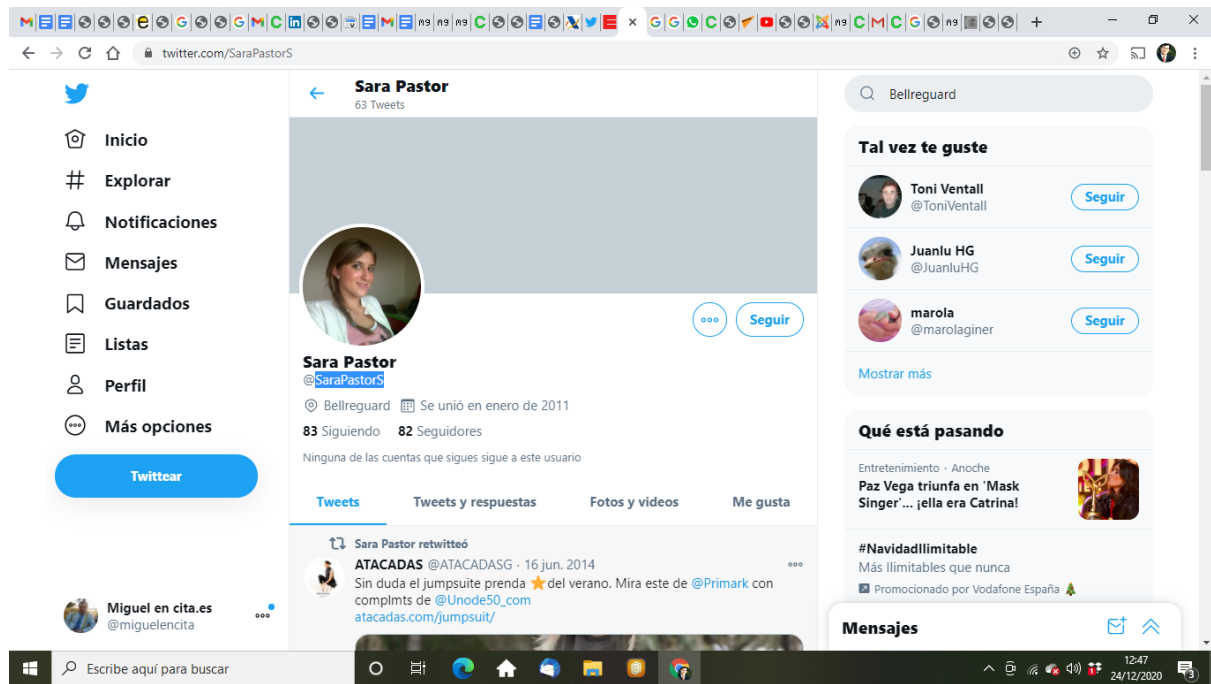 twitter.com/SaraPastorS
Inicio
Explorar
Notificaciones
Mensajes
Guardados
Listas
Perfil
Más opciones
Twittear
Miguel en cita.es
@miguelencita
Sara Pastor
63 Tweets
Seguir
Sara Pastor
@SaraPastorS
Bellreguard Se unió en enero de 2011
83 Siguiendo 82 Seguidores
Ninguna de las cuentas que sigues sigue a este usuario
Tweets Tweets y respuestas Fotos y videos Me gusta
Sara Pastor retwitteó
ATACADAS @ATACADASG · 16 jun. 2014
Sin duda el jumpsuite prenda ⭐del verano. Mira este de @Primark con
complmts de @Unode50_com
atacadas.com/jumpsuit/
Bellreguard
Tal vez te guste
Toni Ventall
@ToniVentall
Seguir
Juanlu HG
@JuanluHG
Seguir
marola
@marolaginer
Seguir
Mostrar más
Qué está pasando
Entretenimiento · Anoche
Paz Vega triunfa en 'Mask
Singer'... ¡ella era Catrina!
#NavidadIlimitable
Más Ilimitables que nunca
Promocionado por Vodafone España 🎄
Mensajes
Escribe aquí para buscar
12:47
24/12/2020
3